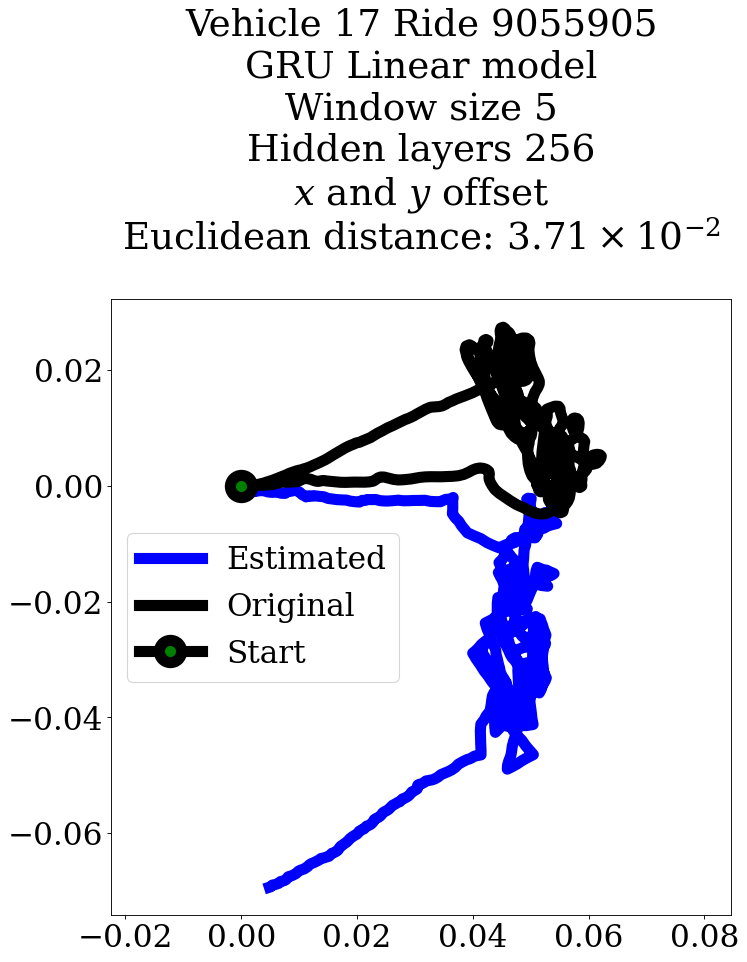 Vehicle 17 Ride 9055905
GRU Linear model
Window size 5
Hidden layers 256
x and y offset
Euclidean distance: 3.71 × 10⁻²
0.02
0.00
−0.02
−0.04
−0.06
Estimated
Original
Start
−0.02 0.00 0.02 0.04 0.06 0.08